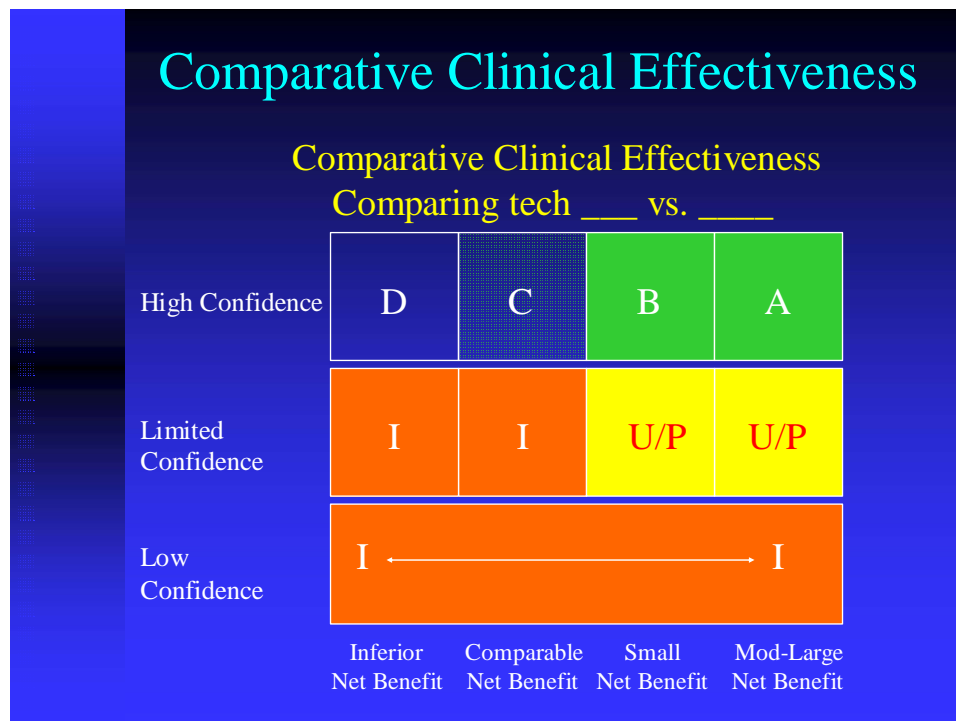 Comparative Clinical Effectiveness
Comparative Clinical Effectiveness
Comparing tech ___ vs. ____
High Confidence D C B A
Limited
Confidence
I I U/P U/P
Low
Confidence
I I
Inferior Comparable Small Mod-Large
Net Benefit Net Benefit Net Benefit Net Benefit